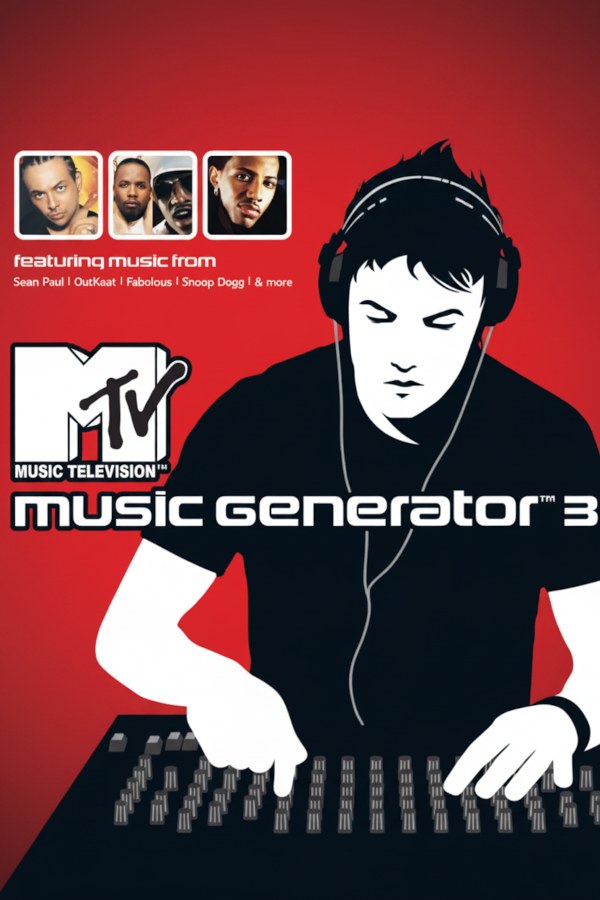 featuring music from
Sean Paul | OutKaat | Fabolous | Snoop Dogg | & more
MTV
MUSIC TELEVISION™
music generator™ 3